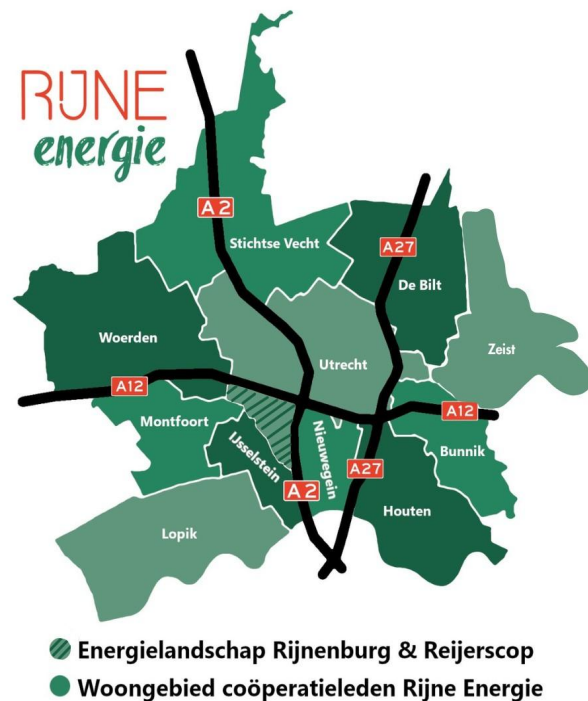 RIJNE
energie
A2
Stichtse Vecht
A27
De Bilt
Woerden
Utrecht
Zeist
A12
Montfoort
A12
IJsselstein
Nieuwegein
Bunnik
A27
A2
Houten
Lopik
Energielandschap Rijnenburg & Reijerscop
Woongebied coöperatieleden Rijne Energie